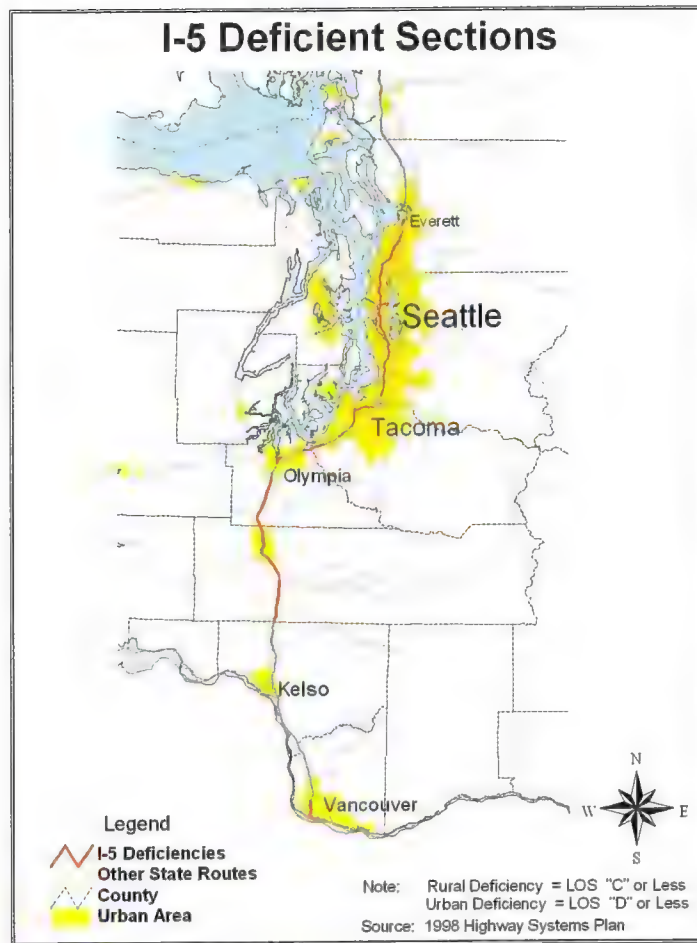 I-5 Deficient Sections
Everett
Seattle
Tacoma
Olympia
Kelso
Vancouver
Legend
I-5 Deficiencies
Other State Routes
County
Urban Area
N
W
E
S
Note: Rural Deficiency = LOS "C" or Less
Urban Deficiency = LOS "D" or Less
Source: 1998 Highway Systems Plan